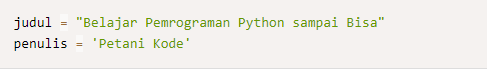 judul = "Belajar Pemrograman Python sampai Bisa"
penulis = 'Petani Kode'